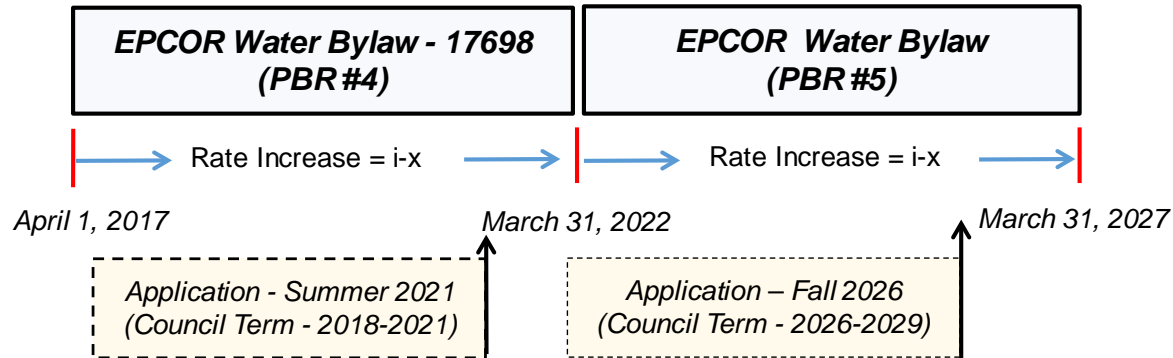 EPCOR Water Bylaw - 17698
(PBR #4)
EPCOR Water Bylaw
(PBR #5)
Rate Increase = i-x
Rate Increase = i-x
April 1, 2017
March 31, 2022
March 31, 2027
Application - Summer 2021
(Council Term - 2018-2021)
Application – Fall 2026
(Council Term - 2026-2029)